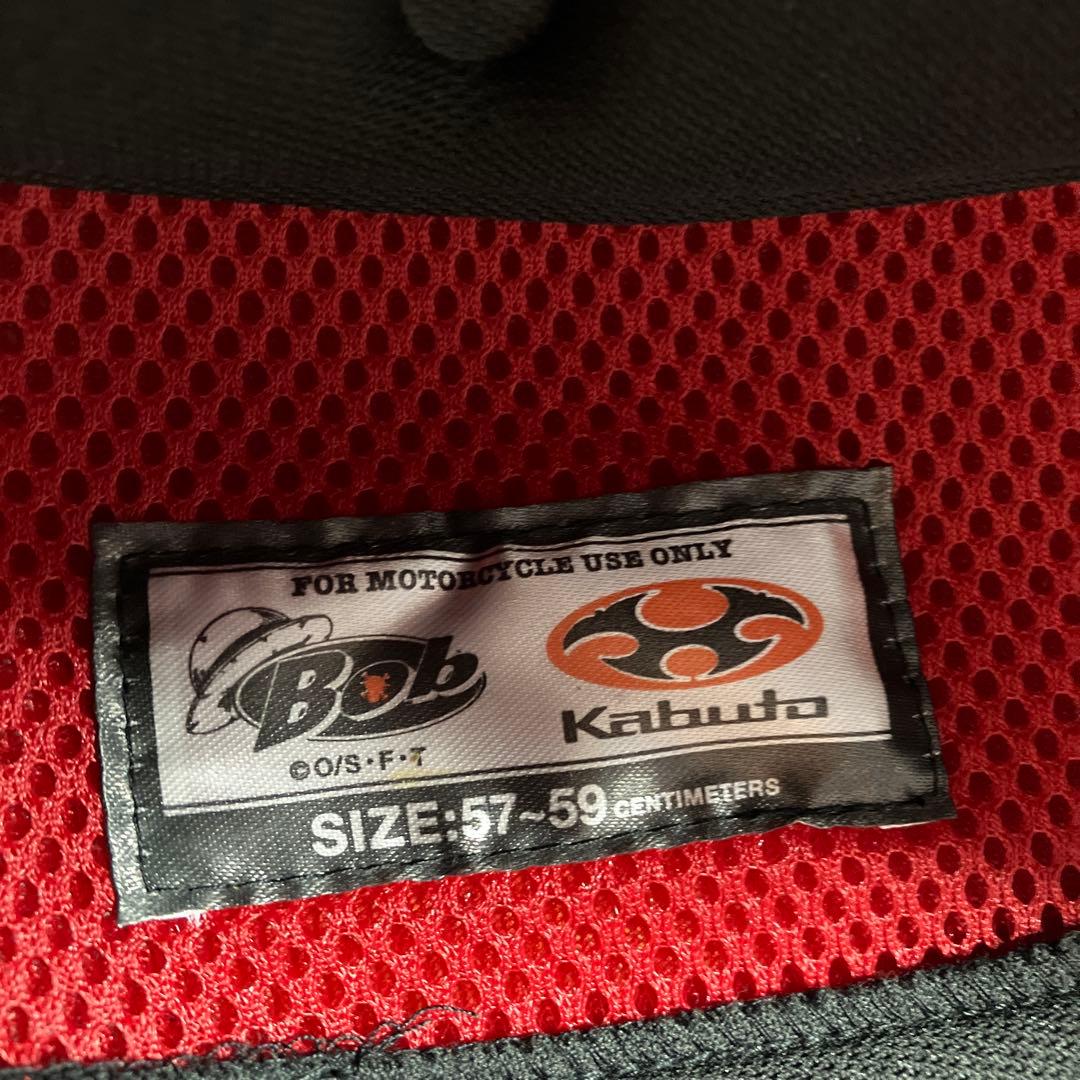 FOR MOTORCYCLE USE ONLY
Bob
Kabuto
©O/S・F・T
SIZE:57~59 CENTIMETERS